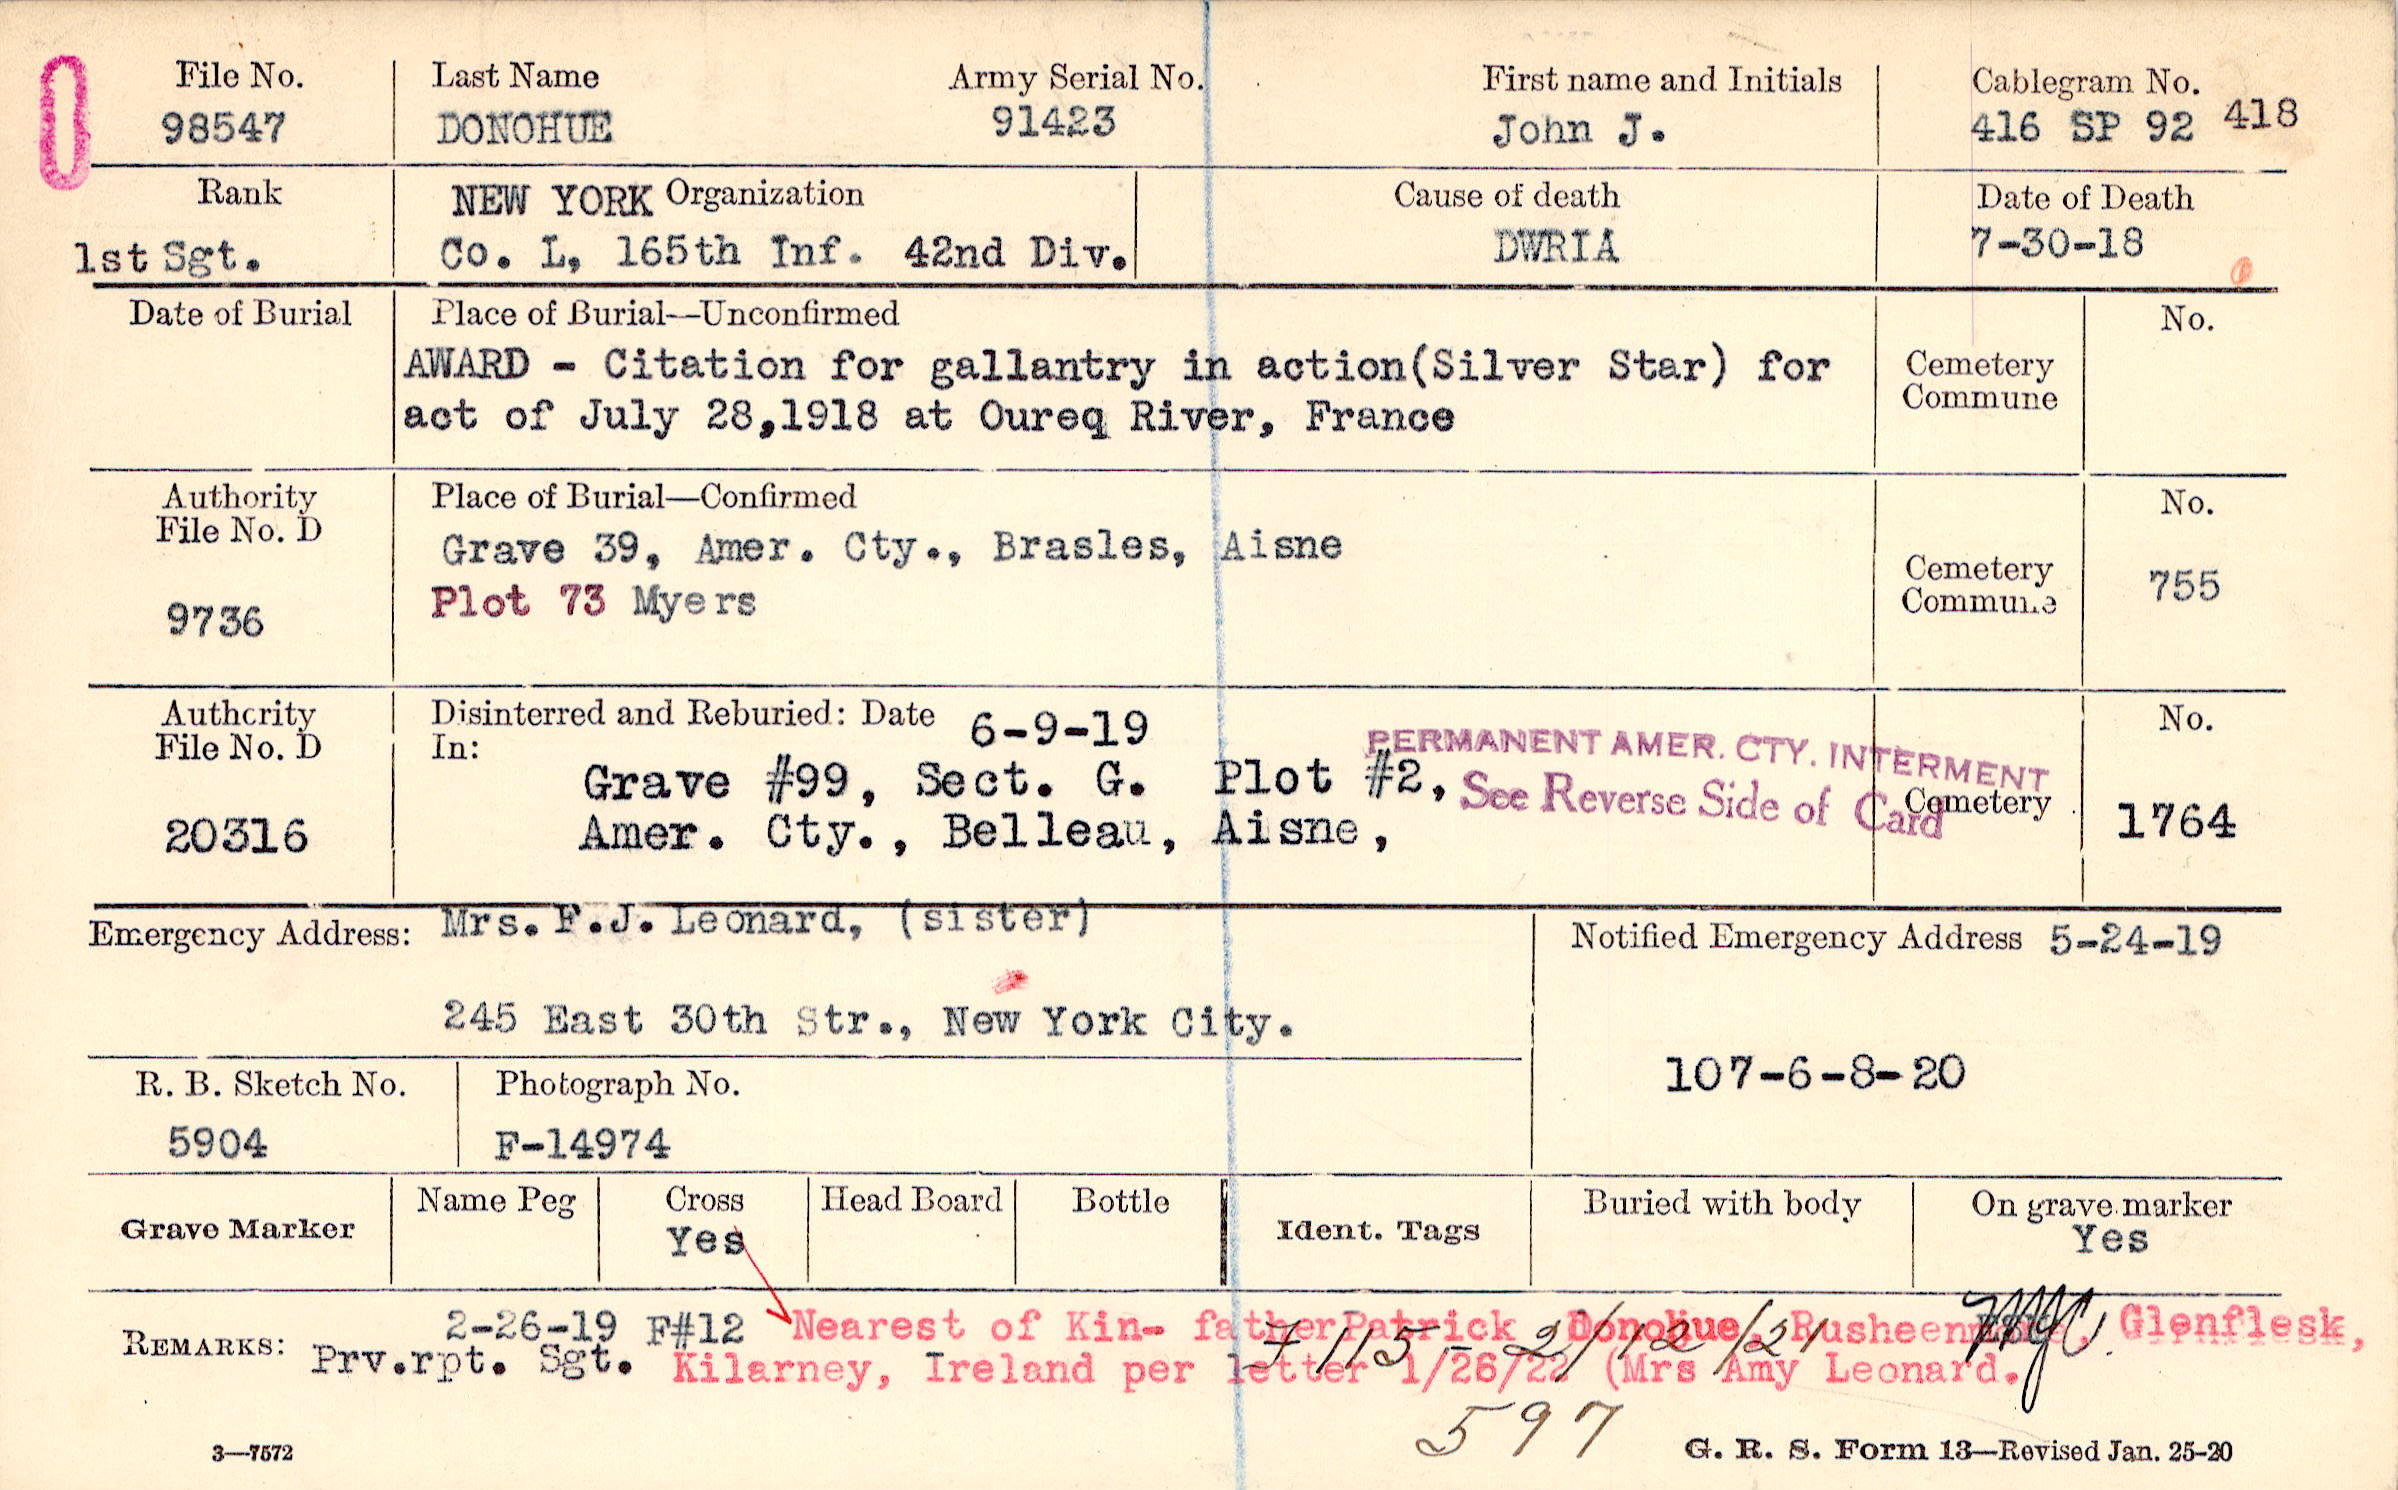 File No. Last Name Army Serial No. First name and Initials Cablegram No.
98547 DONOHUE 91423 John J. 416 SP 92 418
Rank NEW YORK Organization Cause of death Date of Death
1st Sgt. Co. L, 165th Inf. 42nd Div. DWRIA 7-30-18
Date of Burial Place of Burial—Unconfirmed No.
AWARD - Citation for gallantry in action(Silver Star) for
act of July 28,1918 at Oureq River, France
Cemetery
Commune
Authority Place of Burial—Confirmed No.
File No. D
Grave 39, Amer. Cty., Brasles, Aisne
Plot 73 Myers
9736
Cemetery
Commune
755
Authority Disinterred and Reburied: Date 6-9-19 No.
File No. D In:
PERMANENT AMER. CTY. INTERMENT
Grave #99, Sect. G. Plot #2,
See Reverse Side of Card
Amer. Cty., Belleau, Aisne,
20316
Cemetery
1764
Emergency Address: Mrs. F.J. Leonard, (sister) Notified Emergency Address 5-24-19
245 East 30th Str., New York City.
107-6-8-20
R. B. Sketch No. Photograph No.
5904 F-14974
Grave Marker Name Peg Cross Head Board Bottle Ident. Tags Buried with body On grave marker
Yes Yes
REMARKS: 2-26-19 F#12 Nearest of Kin- father Patrick Donohue, Glenflesk,
Prv.rpt. Sgt. Kilarney, Ireland per letter 1/26/22 (Mrs Amy Leonard.
F 115 - 2/12/21
597
3—7572 G. R. S. Form 13—Revised Jan. 25-20